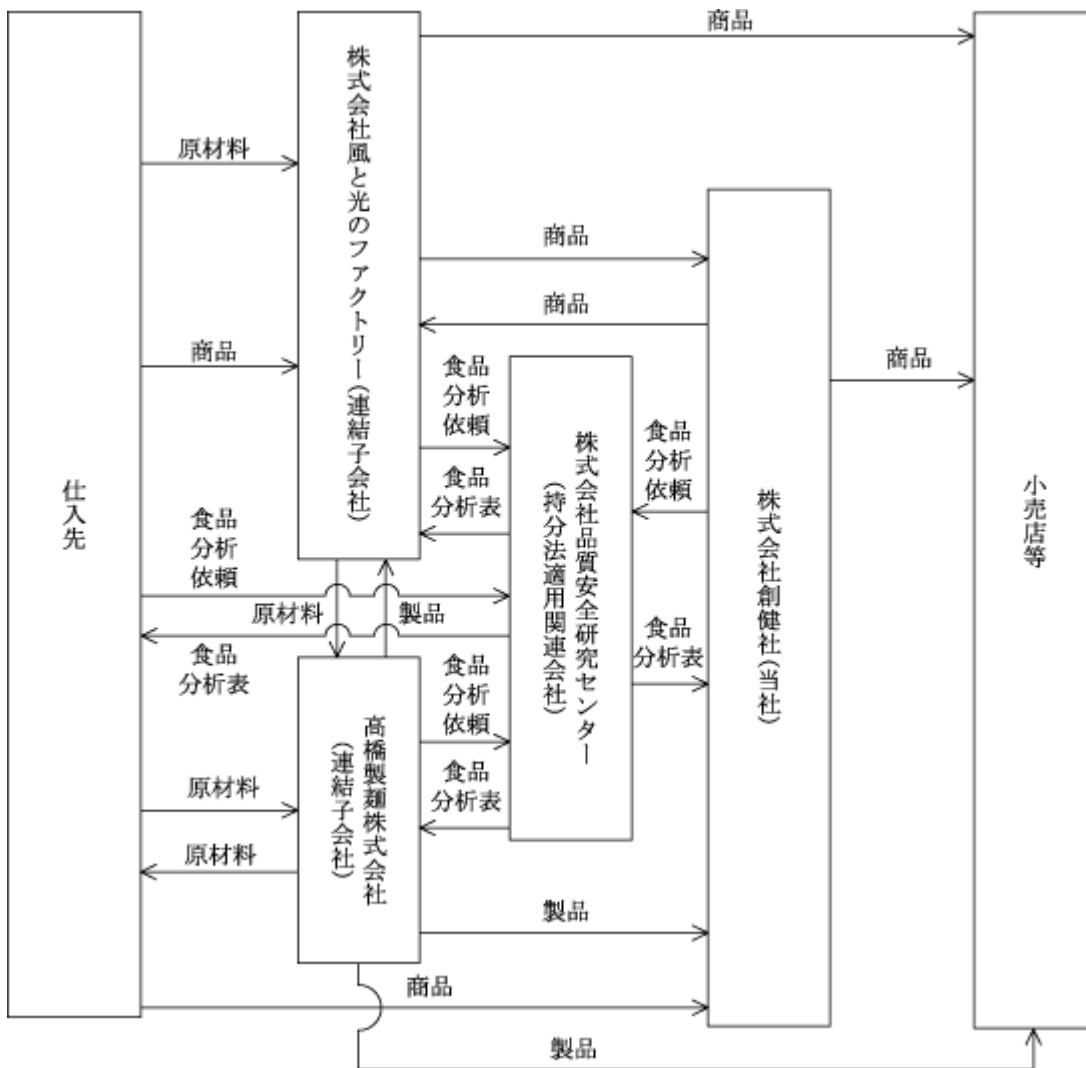 商品
株式会社風と光のファクトリー(連結子会社)
原材料
商品
商品
商品
商品
食品
分析
依頼
食品
分析表
株式会社品質安全研究センター
(持分法適用関連会社)
食品
分析
依頼
株式会社創健社(当社)
小売店等
仕入先
食品
分析
依頼
原材料
製品
食品
分析表
食品
分析表
食品
分析
依頼
高橋製麺株式会社
(連結子会社)
食品
分析表
原材料
原材料
製品
商品
製品